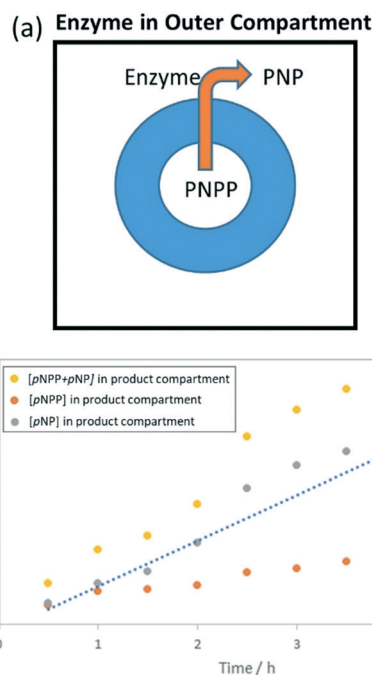 (a) Enzyme in Outer Compartment
Enzyme PNP
PNPP
[pNPP+pNP] in product compartment
[pNPP] in product compartment
[pNP] in product compartment
1 2 3
Time / h